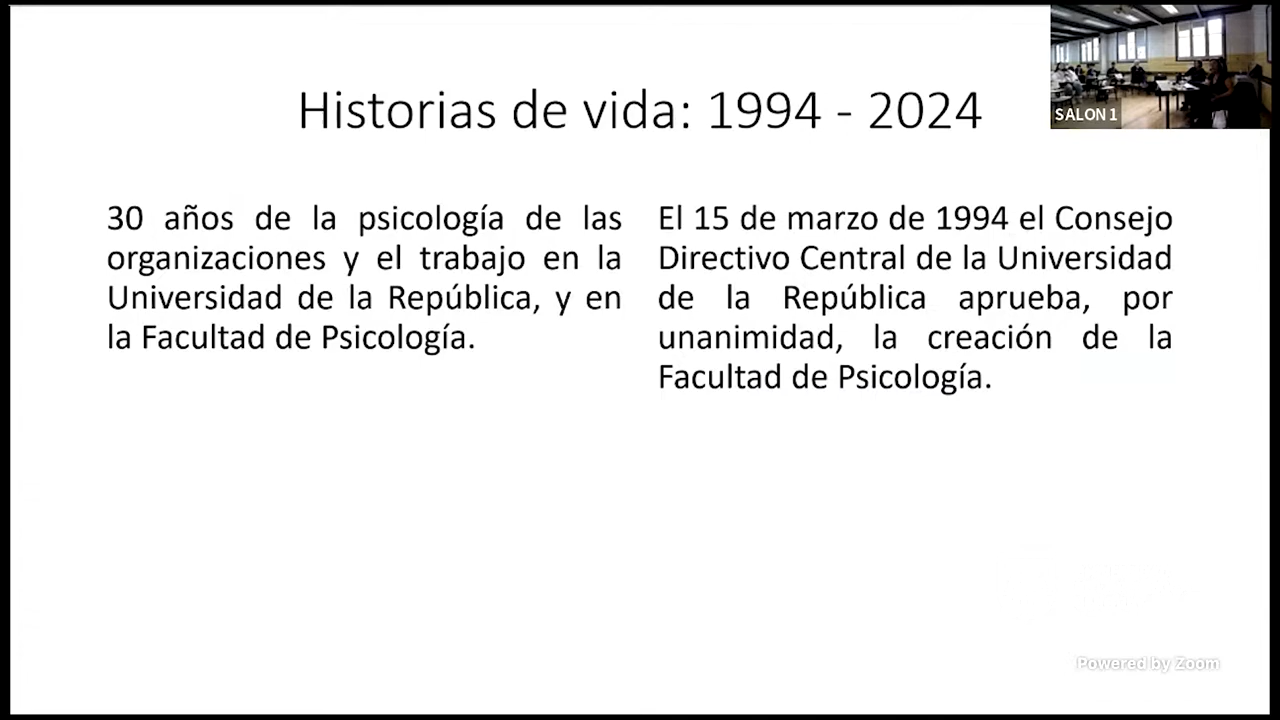 Historias de vida: 1994 - 2024
SALON 1
30 años de la psicología de las
organizaciones y el trabajo en la
Universidad de la República, y en
la Facultad de Psicología.
El 15 de marzo de 1994 el Consejo
Directivo Central de la Universidad
de la República aprueba, por
unanimidad, la creación de la
Facultad de Psicología.
Powered by Zoom